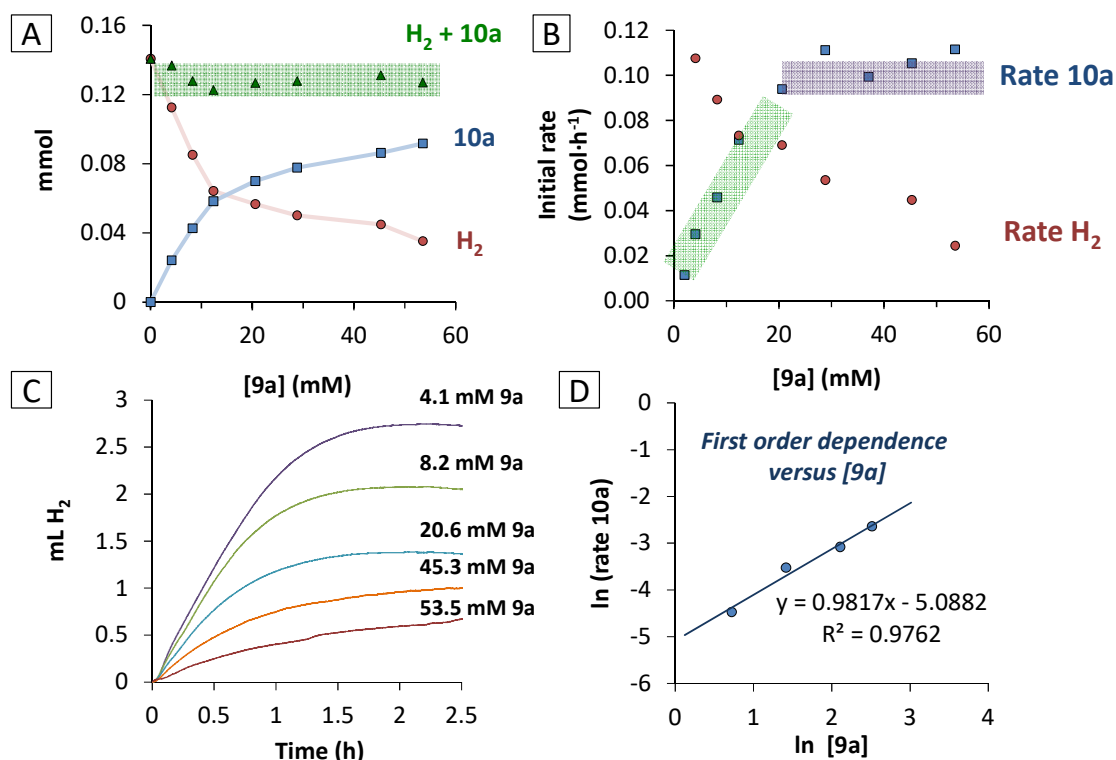 A
0.16
0.12
0.08
0.04
0
mmol
H₂ + 10a
10a
H₂
0 20 40 60
[9a] (mM)
B
0.12
0.10
0.08
0.06
0.04
0.02
0.00
Initial rate
(mmol·h⁻¹)
Rate 10a
Rate H₂
0 20 40 60
[9a] (mM)
C
3
2.5
2
1.5
1
0.5
0
mL H₂
4.1 mM 9a
8.2 mM 9a
20.6 mM 9a
45.3 mM 9a
53.5 mM 9a
0 0.5 1 1.5 2 2.5
Time (h)
D
0
-1
-2
-3
-4
-5
-6
ln (rate 10a)
First order dependence
versus [9a]
y = 0.9817x - 5.0882
R² = 0.9762
0 1 2 3 4
ln [9a]